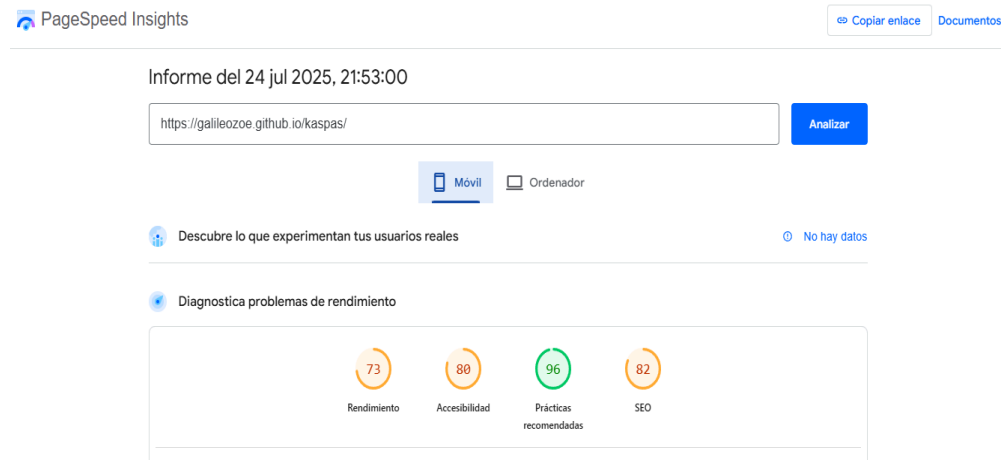 PageSpeed Insights
Copiar enlace
Documentos
Informe del 24 jul 2025, 21:53:00
https://galileozoe.github.io/kaspas/
Analizar
Móvil
Ordenador
Descubre lo que experimentan tus usuarios reales
No hay datos
Diagnostica problemas de rendimiento
73
80
96
82
Rendimiento
Accesibilidad
Prácticas
recomendadas
SEO